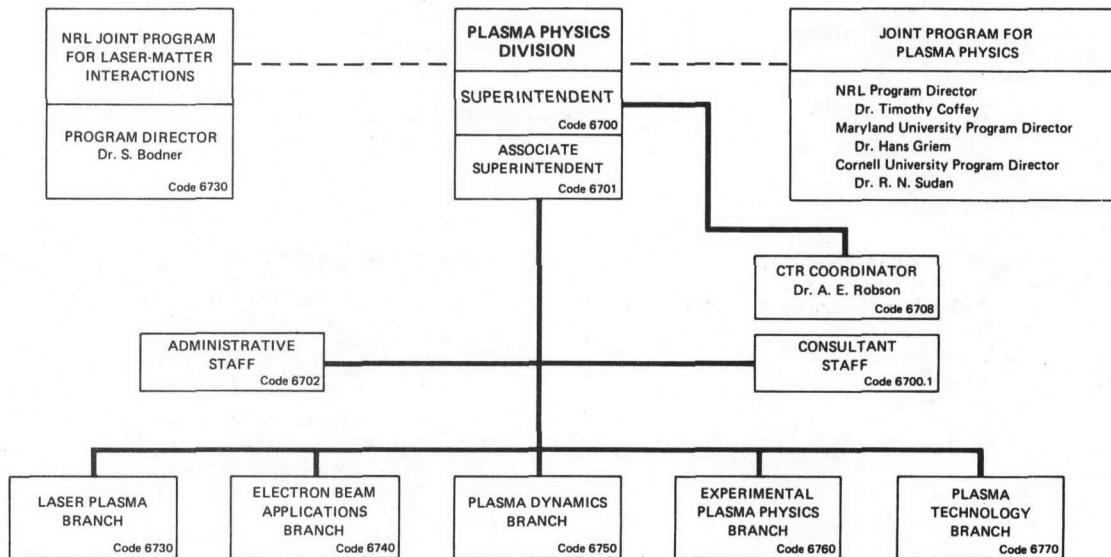 NRL JOINT PROGRAM
FOR LASER-MATTER
INTERACTIONS
PROGRAM DIRECTOR
Dr. S. Bodner
Code 6730
PLASMA PHYSICS
DIVISION
SUPERINTENDENT
Code 6700
ASSOCIATE
SUPERINTENDENT
Code 6701
JOINT PROGRAM FOR
PLASMA PHYSICS
NRL Program Director
Dr. Timothy Coffey
Maryland University Program Director
Dr. Hans Griem
Cornell University Program Director
Dr. R. N. Sudan
CTR COORDINATOR
Dr. A. E. Robson
Code 6708
ADMINISTRATIVE
STAFF
Code 6702
CONSULTANT
STAFF
Code 6700.1
LASER PLASMA
BRANCH
Code 6730
ELECTRON BEAM
APPLICATIONS
BRANCH
Code 6740
PLASMA DYNAMICS
BRANCH
Code 6750
EXPERIMENTAL
PLASMA PHYSICS
BRANCH
Code 6760
PLASMA
TECHNOLOGY
BRANCH
Code 6770